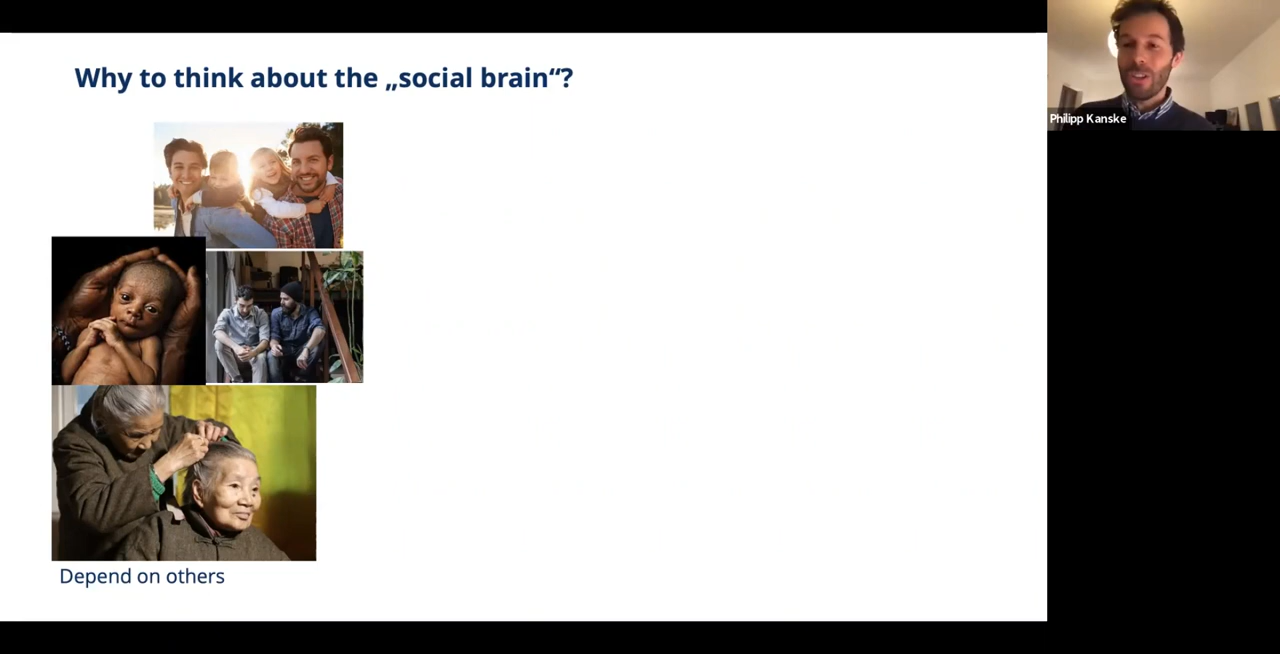 Why to think about the „social brain“?
Philipp Kanske
Depend on others